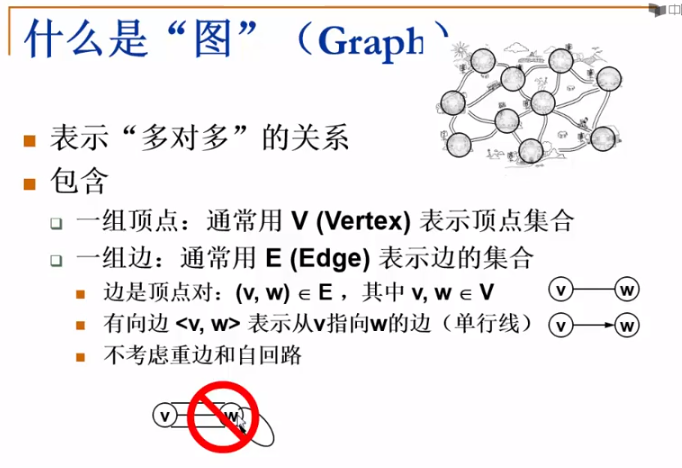 什么是“图”（Graph）
表示“多对多”的关系
包含
一组顶点：通常用 V (Vertex) 表示顶点集合
一组边：通常用 E (Edge) 表示边的集合
边是顶点对：(v, w) ∈ E ，其中 v, w ∈ V
v w
有向边 <v, w> 表示从v指向w的边（单行线）
v w
不考虑重边和自回路
v w